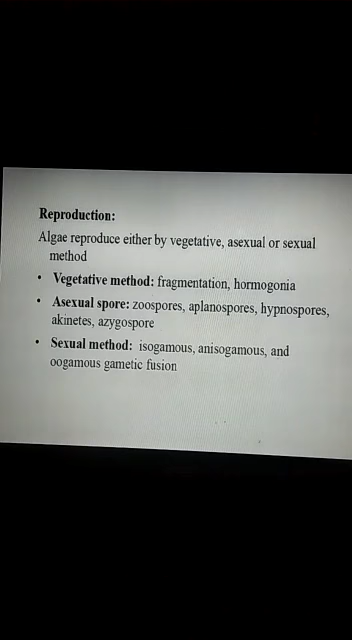 Reproduction:
Algae reproduce either by vegetative, asexual or sexual
method
• Vegetative method: fragmentation, hormogonia
• Asexual spore: zoospores, aplanospores, hypnospores,
akinetes, azygospore
• Sexual method: isogamous, anisogamous, and
oogamous gametic fusion